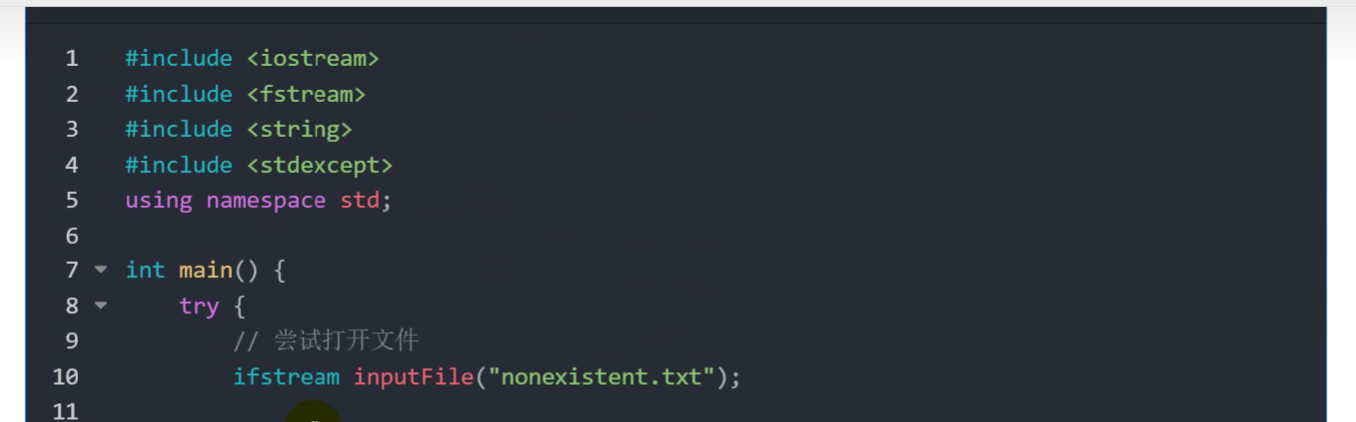 1 #include <iostream>
2 #include <fstream>
3 #include <string>
4 #include <stdexcept>
5 using namespace std;
6
7 int main() {
8     try {
9         // 尝试打开文件
10         ifstream inputFile("nonexistent.txt");
11